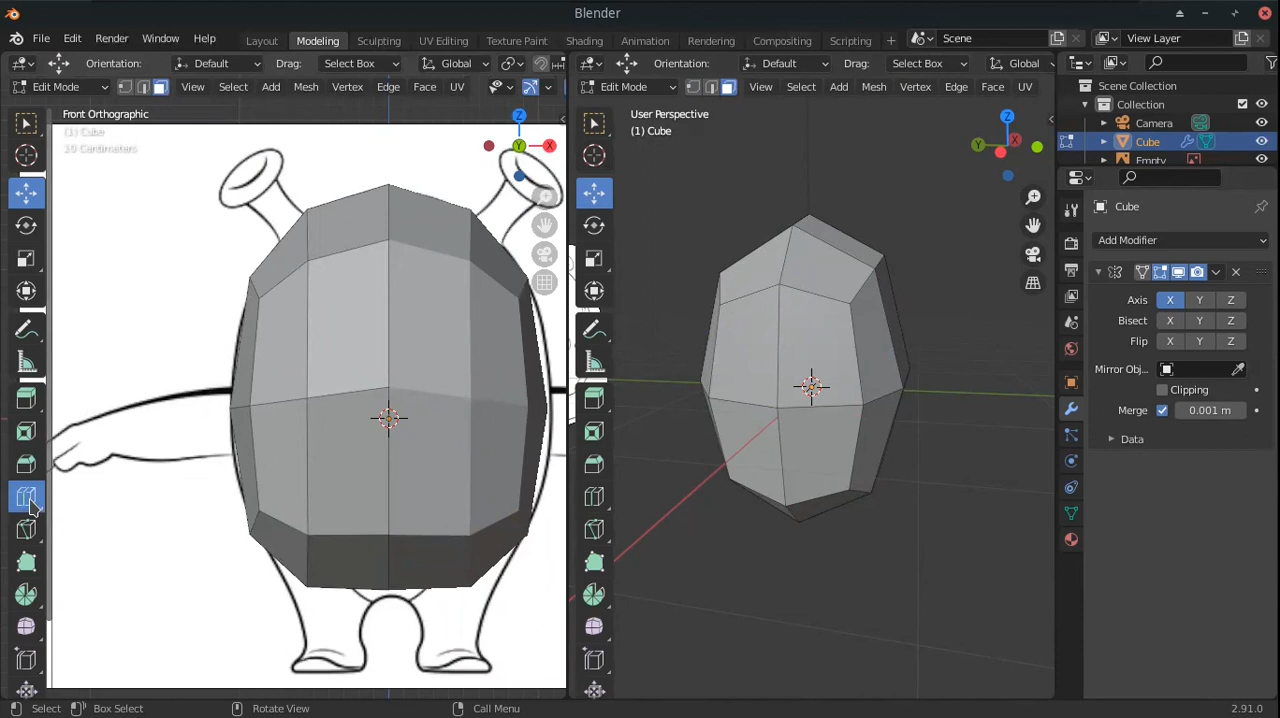 Blender
File Edit Render Window Help
Layout Modeling Sculpting UV Editing Texture Paint Shading Animation Rendering Compositing Scripting +
Scene
View Layer
Orientation: Default Drag: Select Box Global
Orientation: Default Drag: Select Box Global
Edit Mode View Select Add Mesh Vertex Edge Face UV
Edit Mode View Select Add Mesh Vertex Edge Face UV
Front Orthographic
(1) Cube
10 Centimeters
Z
Y
X
User Perspective
(1) Cube
Z
Y
X
Scene Collection
Collection
Camera
Cube
Empty
Cube
Add Modifier
Axis X Y Z
Bisect X Y Z
Flip X Y Z
Mirror Obj..
Clipping
Merge 0.001 m
Data
Select Box Select Rotate View Call Menu 2.91.0